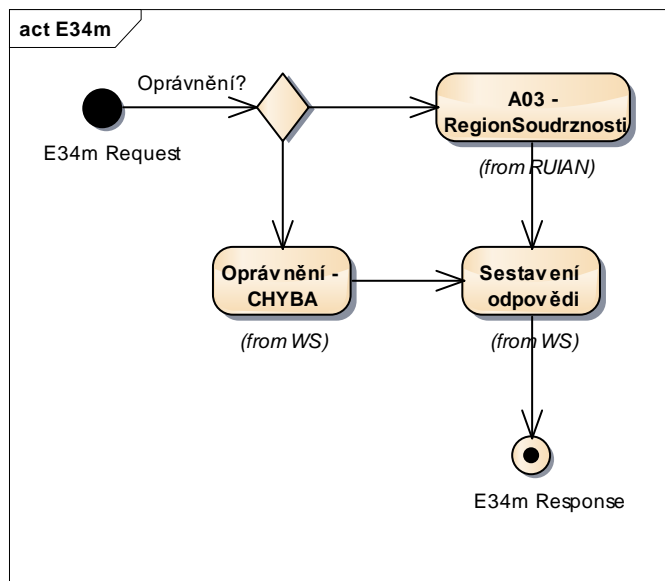 act E34m
Oprávnění?
E34m Request
A03 -
RegionSoudrznosti
(from RUIAN)
Oprávnění -
CHYBA
(from WS)
Sestavení
odpovědi
(from WS)
E34m Response